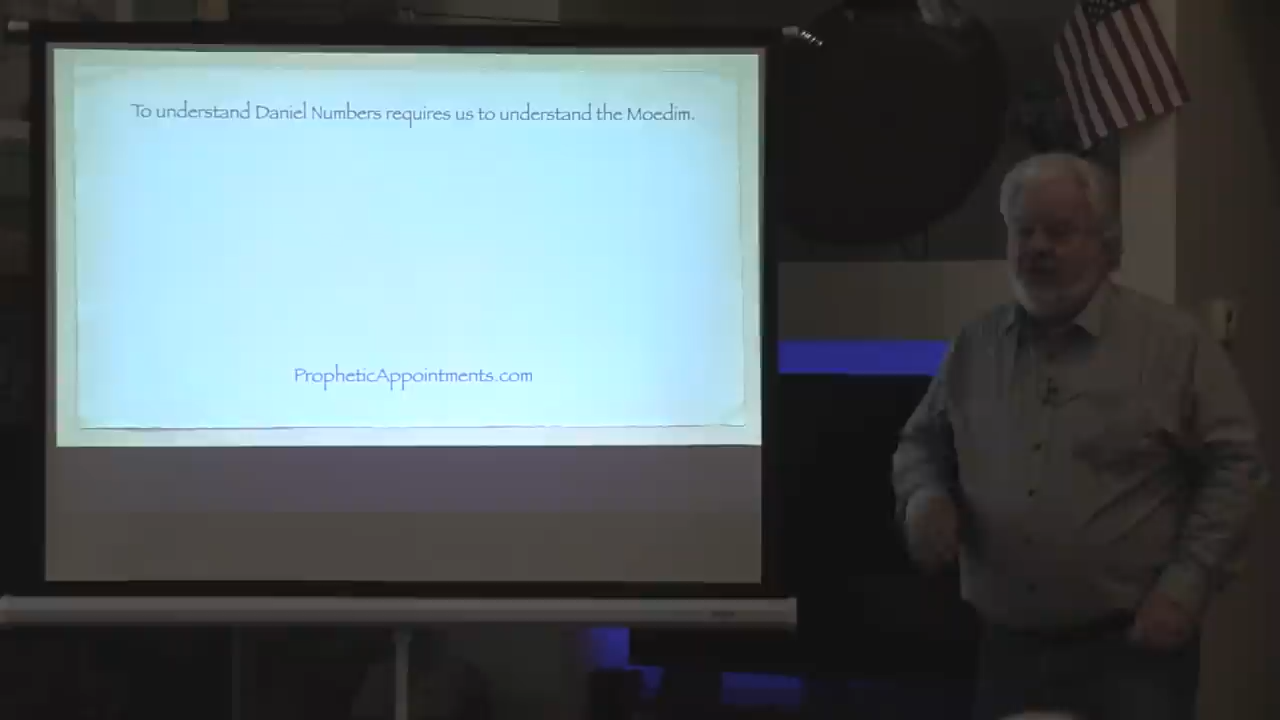 To understand Daniel Numbers requires us to understand the Moedim.
PropheticAppointments.com